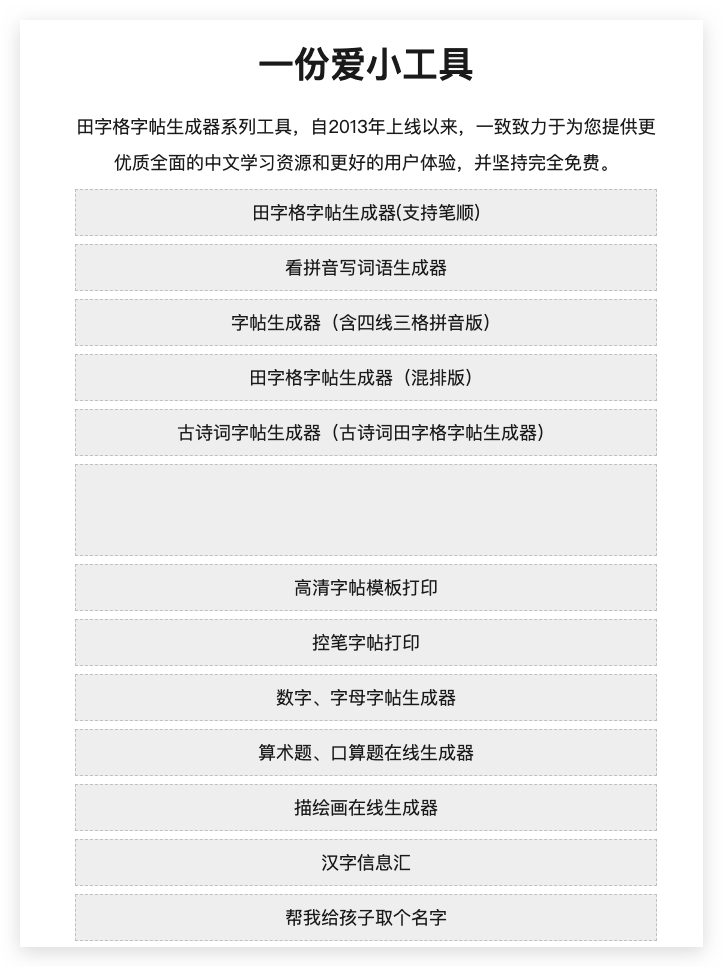 一份爱小工具
田字格字帖生成器系列工具，自2013年上线以来，一致致力于为您提供更
优质全面的中文学习资源和更好的用户体验，并坚持完全免费。
田字格字帖生成器(支持笔顺)
看拼音写词语生成器
字帖生成器（含四线三格拼音版）
田字格字帖生成器（混排版）
古诗词字帖生成器（古诗词田字格字帖生成器）
高清字帖模板打印
控笔字帖打印
数字、字母字帖生成器
算术题、口算题在线生成器
描绘画在线生成器
汉字信息汇
帮我给孩子取个名字